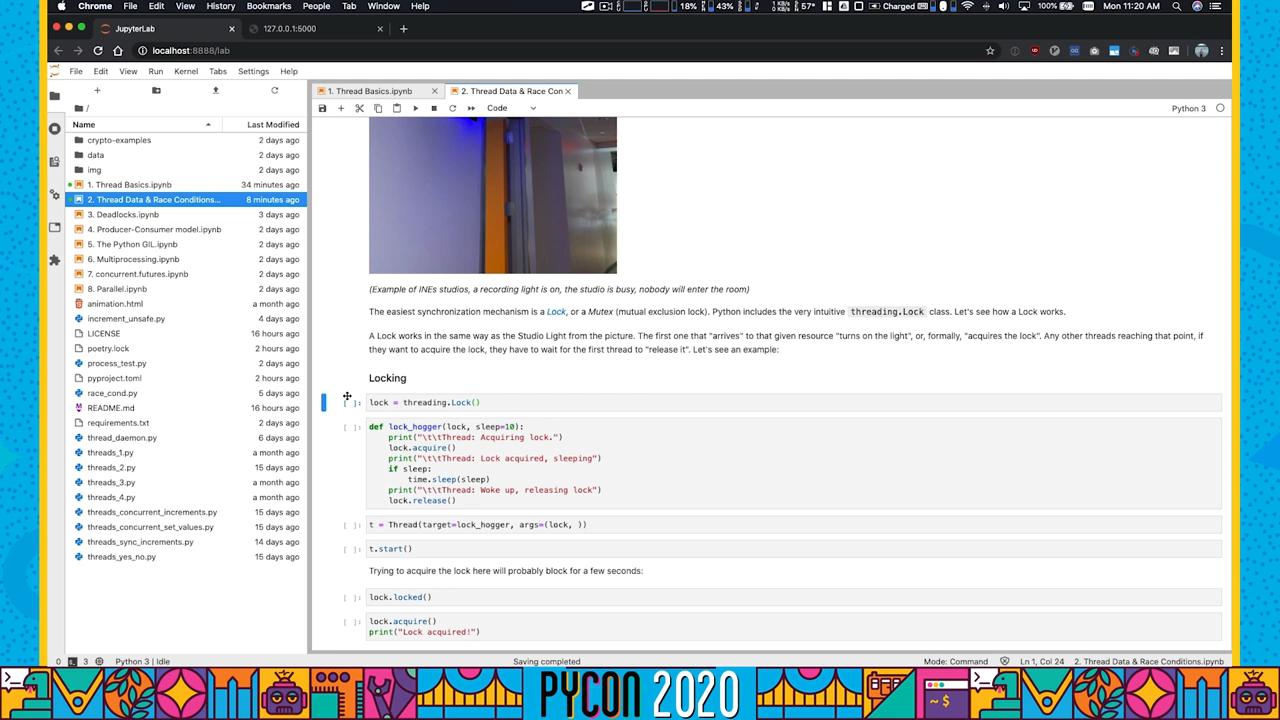 Chrome File Edit View History Bookmarks People Tab Window Help
18% 43% 57° Charged 100% Mon 11:20 AM
JupyterLab
127.0.0.1:5000
localhost:8888/lab
File Edit View Run Kernel Tabs Settings Help
1. Thread Basics.ipynb
2. Thread Data & Race Con
Code
Python 3
/
Name Last Modified
crypto-examples 2 days ago
data 2 days ago
img 2 days ago
1. Thread Basics.ipynb 34 minutes ago
2. Thread Data & Race Conditions... 8 minutes ago
3. Deadlocks.ipynb 3 days ago
4. Producer-Consumer model.ipynb 2 days ago
5. The Python GIL.ipynb 2 days ago
6. Multiprocessing.ipynb 2 days ago
7. concurrent.futures.ipynb 2 days ago
8. Parallel.ipynb 2 days ago
animation.html a month ago
increment_unsafe.py 4 days ago
LICENSE 16 hours ago
poetry.lock 2 hours ago
process_test.py 2 days ago
pyproject.toml 2 hours ago
race_cond.py 5 days ago
README.md 16 hours ago
requirements.txt 2 days ago
thread_daemon.py 6 days ago
threads_1.py a month ago
threads_2.py 15 days ago
threads_3.py a month ago
threads_4.py a month ago
threads_concurrent_increments.py 15 days ago
threads_concurrent_set_values.py 15 days ago
threads_sync_increments.py 14 days ago
threads_yes_no.py 15 days ago
(Example of INEs studios, a recording light is on, the studio is busy, nobody will enter the room)
The easiest synchronization mechanism is a Lock, or a Mutex (mutual exclusion lock). Python includes the very intuitive threading.Lock class. Let's see how a Lock works.
A Lock works in the same way as the Studio Light from the picture. The first one that "arrives" to that given resource "turns on the light", or, formally, "acquires the lock". Any other threads reaching that point, if
they want to acquire the lock, they have to wait for the first thread to "release it". Let's see an example:
Locking
[ ]: lock = threading.Lock()
[ ]: def lock_hogger(lock, sleep=10):
print("\t\tThread: Acquiring lock.")
lock.acquire()
print("\t\tThread: Lock acquired, sleeping")
if sleep:
time.sleep(sleep)
print("\t\tThread: Woke up, releasing lock")
lock.release()
[ ]: t = Thread(target=lock_hogger, args=(lock, ))
[ ]: t.start()
Trying to acquire the lock here will probably block for a few seconds:
[ ]: lock.locked()
[ ]: lock.acquire()
print("Lock acquired!")
0 3 Python 3 | Idle Saving completed Mode: Command Ln 1, Col 24 2. Thread Data & Race Conditions.ipynb
PYCON 2020
~$